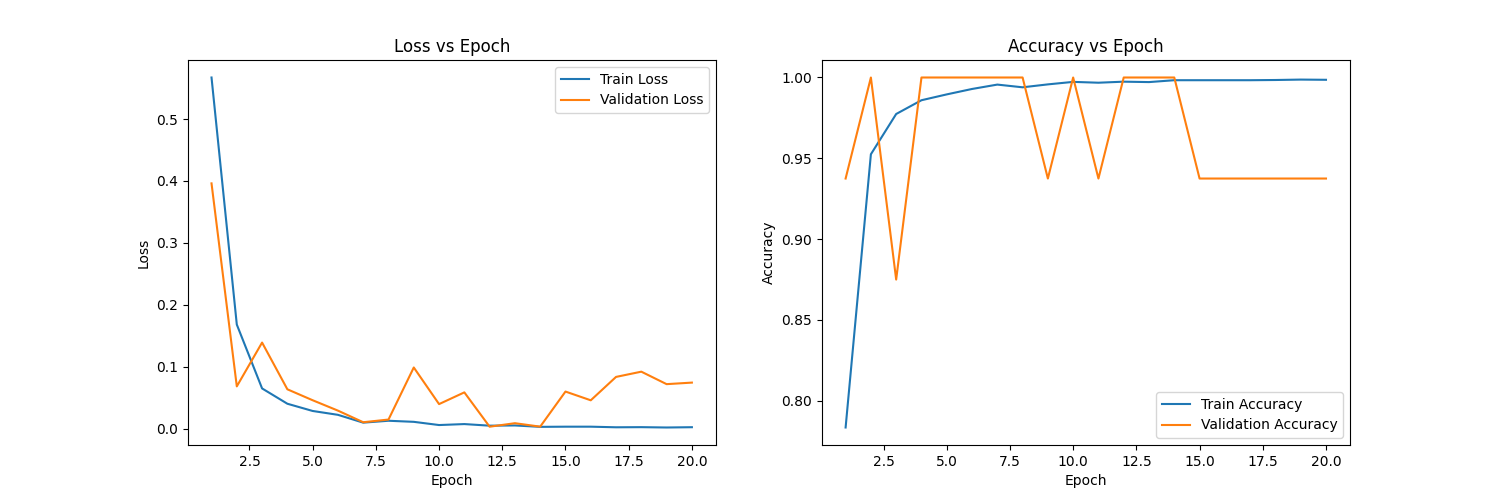 Loss vs Epoch
Train Loss
Validation Loss
Loss
0.5
0.4
0.3
0.2
0.1
0.0
2.5 5.0 7.5 10.0 12.5 15.0 17.5 20.0
Epoch
Accuracy vs Epoch
Accuracy
1.00
0.95
0.90
0.85
0.80
Train Accuracy
Validation Accuracy
2.5 5.0 7.5 10.0 12.5 15.0 17.5 20.0
Epoch